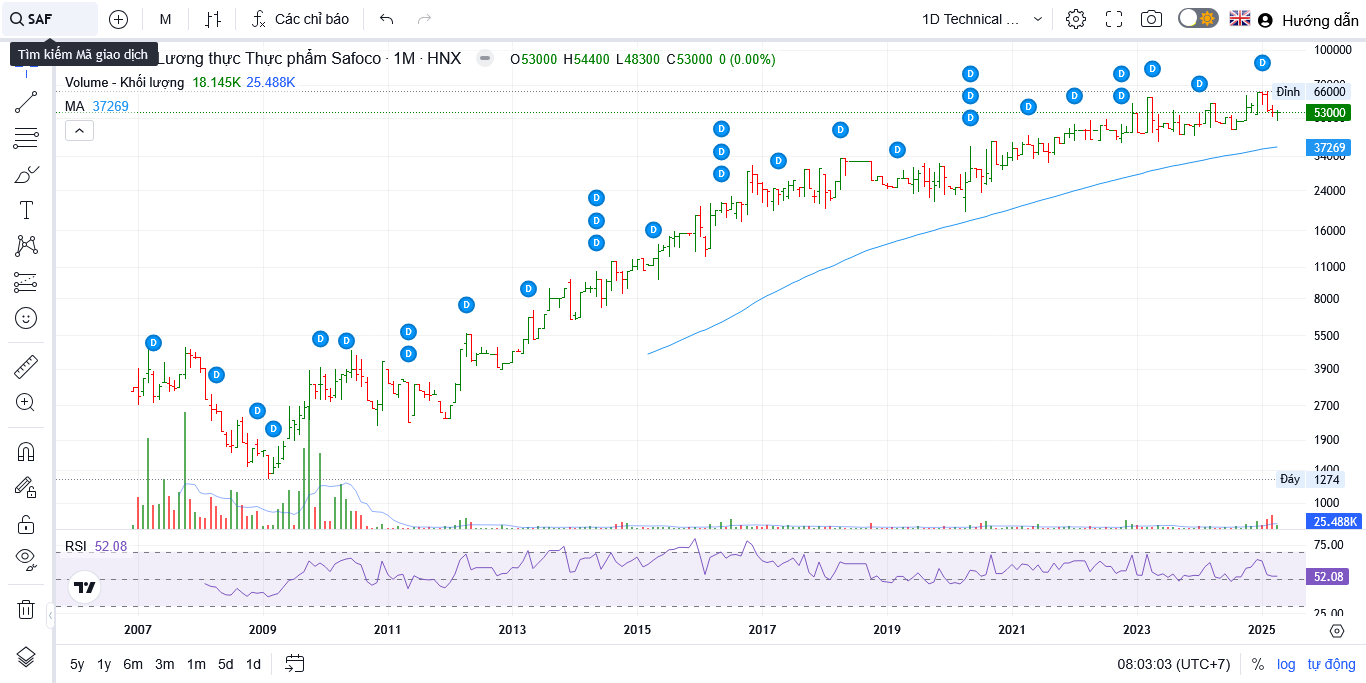 SAF M Các chỉ báo 1D Technical ... Hướng dẫn
Tìm kiếm Mã giao dịch
Lương thực Thực phẩm Safoco · 1M · HNX O53000 H54400 L48300 C53000 0 (0.00%)
Volume - Khối lượng 18.145K 25.488K
MA 37269
100000
Đỉnh 66000
53000
37269
34000
24000
16000
11000
8000
5500
3900
2700
1900
1400
Đáy 1274
1000
25.488K
RSI 52.08
75.00
52.08
25.00
D D D D D D D D D D D D D D D D D D D D D D D D D D D D D D D
2007 2009 2011 2013 2015 2017 2019 2021 2023 2025
5y 1y 6m 3m 1m 5d 1d 08:03:03 (UTC+7) % log tự động